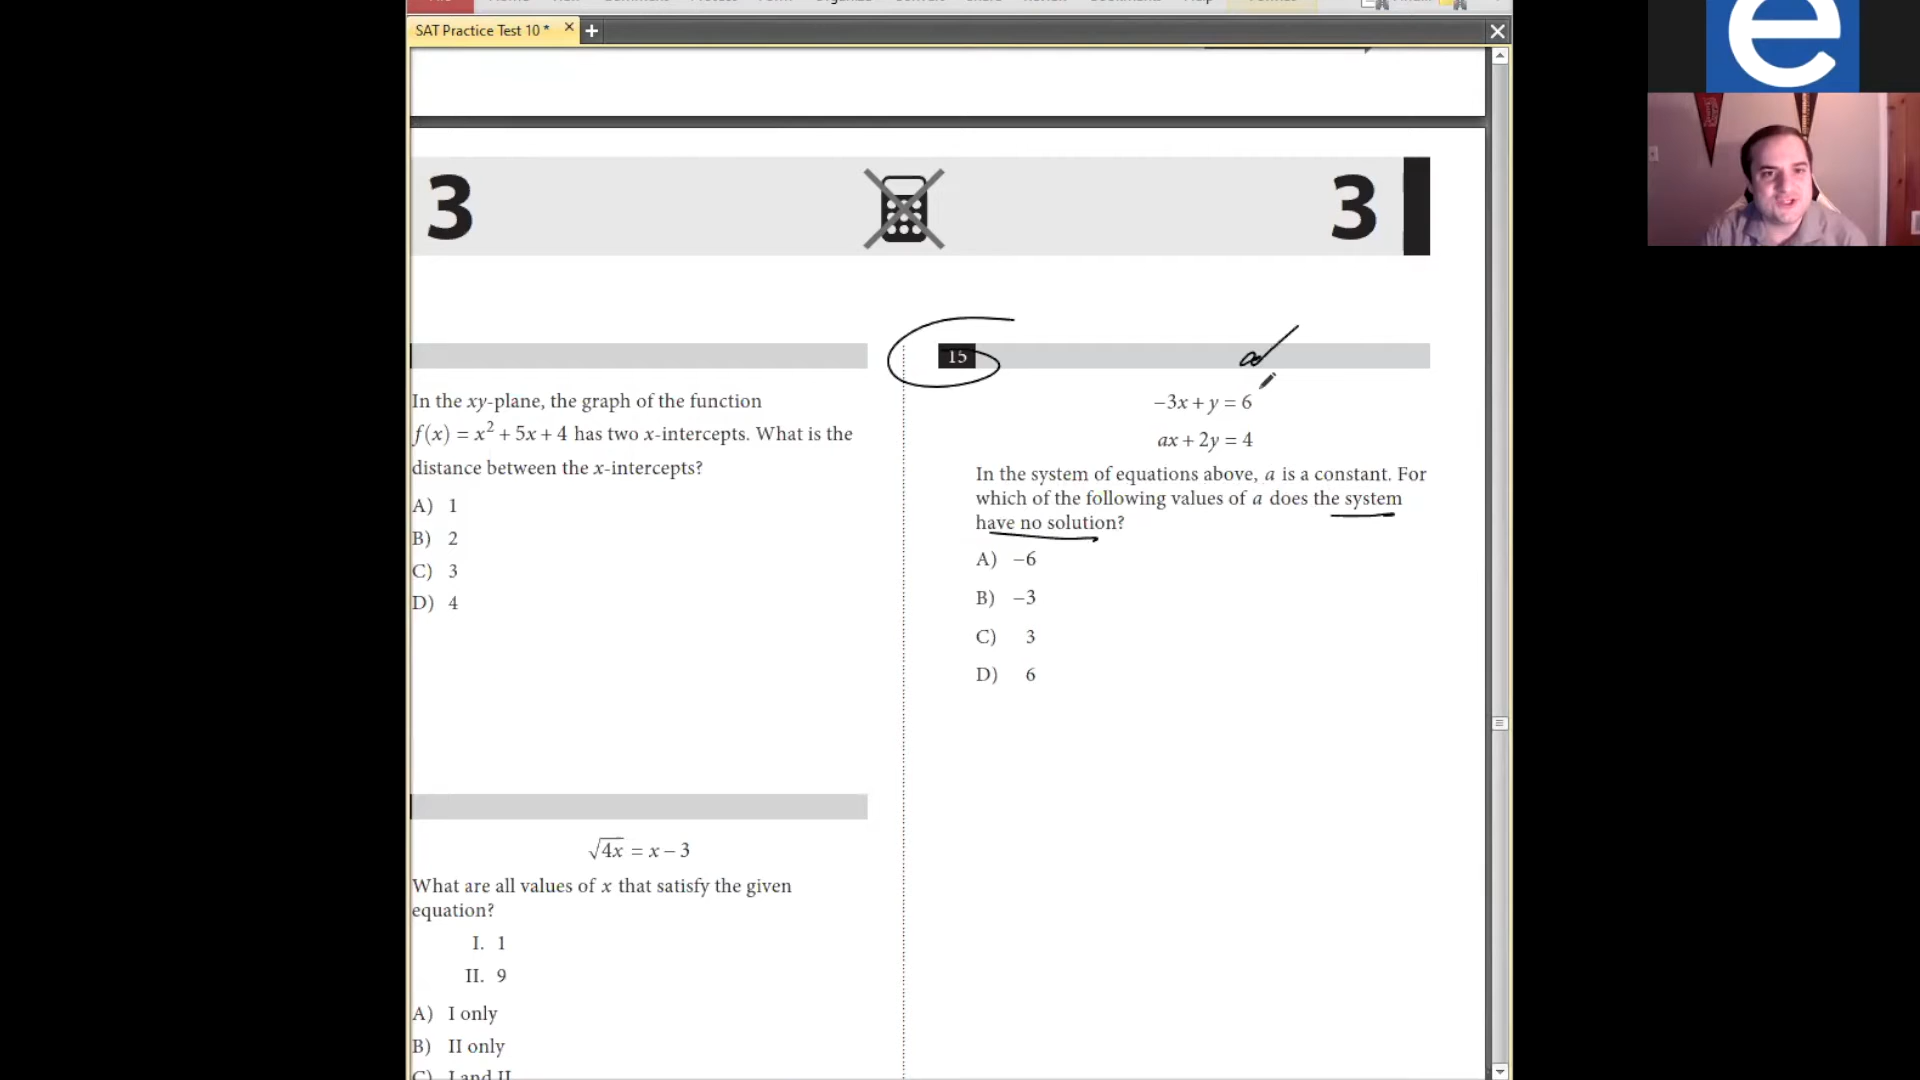 SAT Practice Test 10 *
3
3
In the xy-plane, the graph of the function
f(x) = x² + 5x + 4 has two x-intercepts. What is the
distance between the x-intercepts?
A) 1
B) 2
C) 3
D) 4
√4x = x − 3
What are all values of x that satisfy the given
equation?
I. 1
II. 9
A) I only
B) II only
C) I and II
15
−3x + y = 6
ax + 2y = 4
In the system of equations above, a is a constant. For
which of the following values of a does the system
have no solution?
A) −6
B) −3
C) 3
D) 6
e